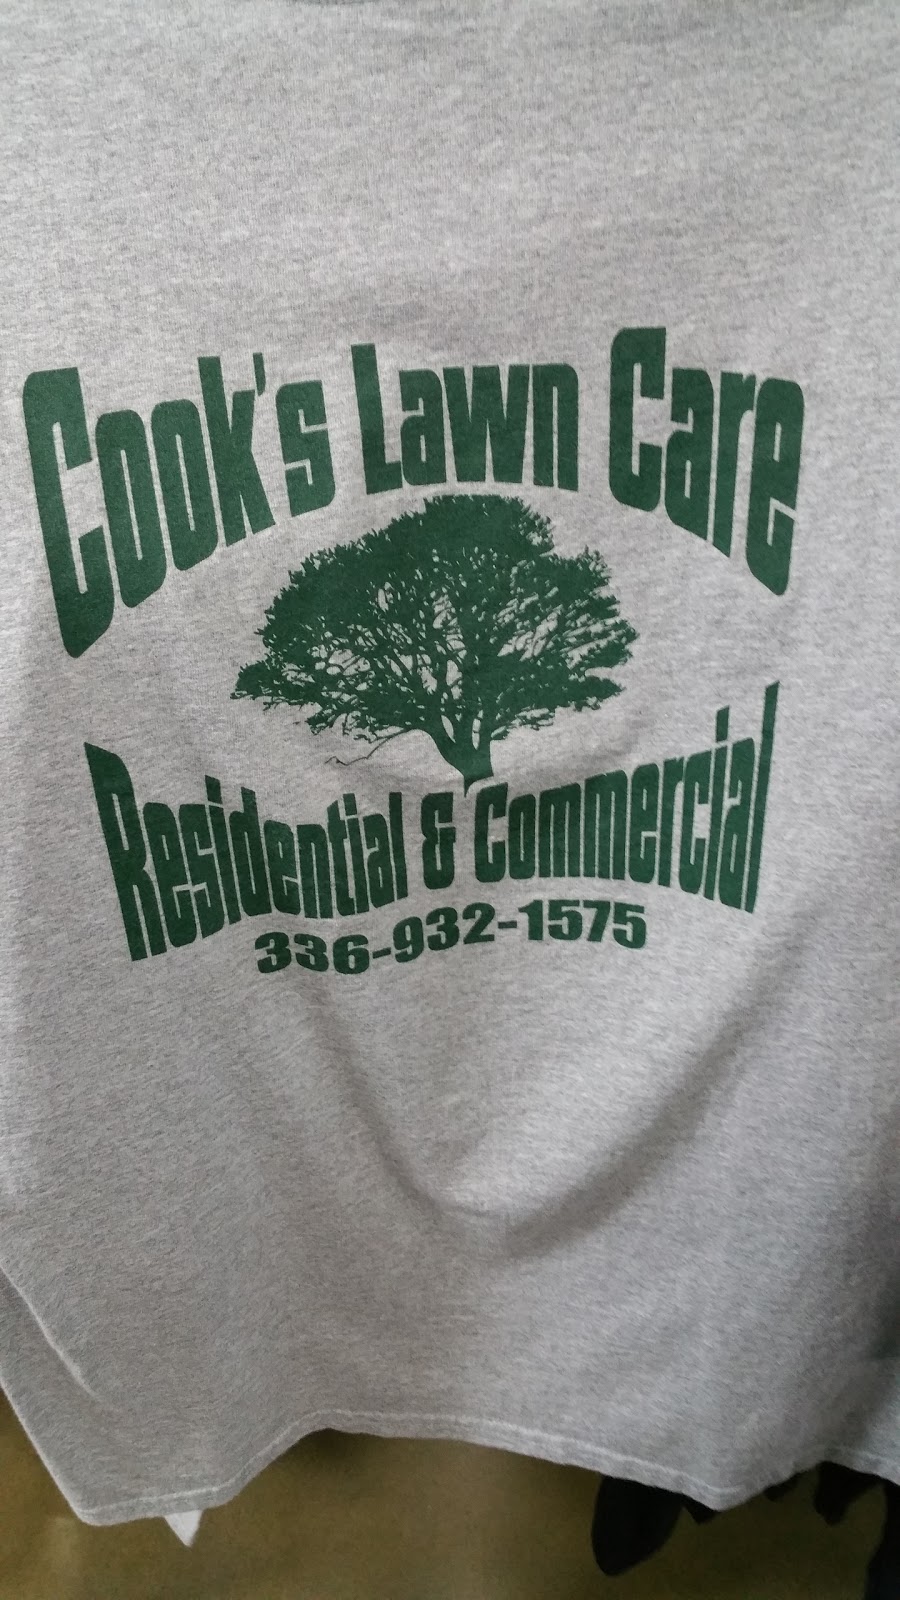 Cook's Lawn Care
Residential & Commercial
336-932-1575